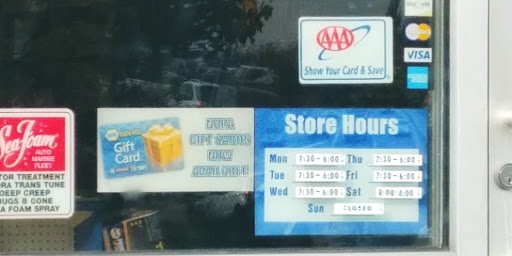 AAA
Show Your Card & Save
VISA
Sea Foam
AUTO
MARINE
FLEET
TOR TREATMENT
RA TRANS TUNE
DEEP CREEP
BUGS B GONE
A FOAM SPRAY
Gift
Card
GIFT CARDS
NOW
AVAILABLE
Store Hours
Mon 7:30-6:00 Thu 7:30-6:00
Tue 7:30-6:00 Fri 7:30-6:00
Wed 7:30-6:00 Sat 8:00-4:00
Sun CLOSED